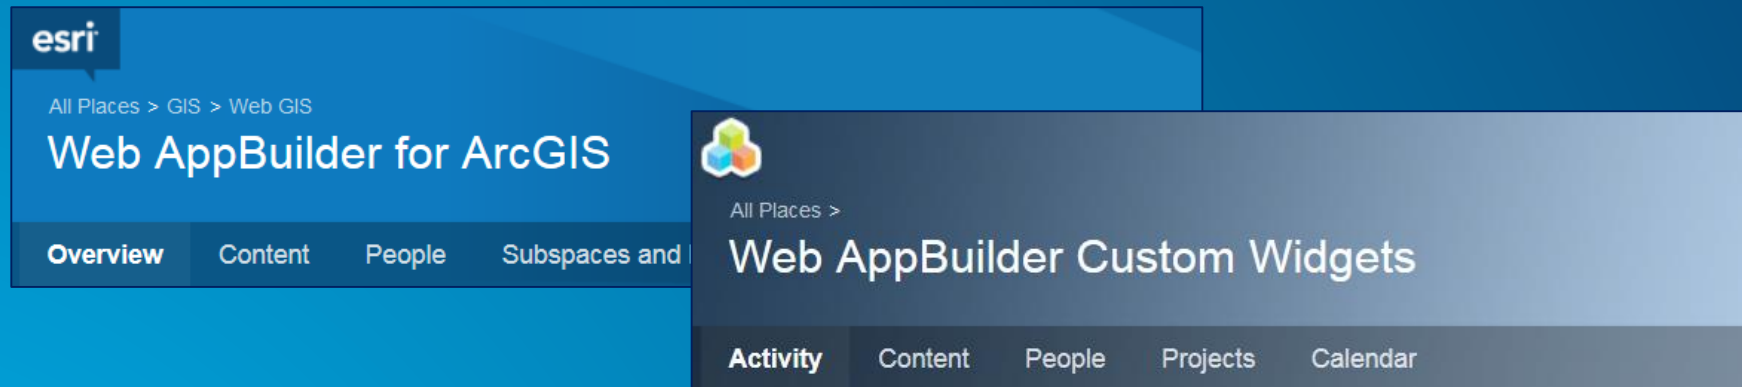 esri
All Places > GIS > Web GIS
Web AppBuilder for ArcGIS
Overview Content People Subspaces and
All Places >
Web AppBuilder Custom Widgets
Activity Content People Projects Calendar